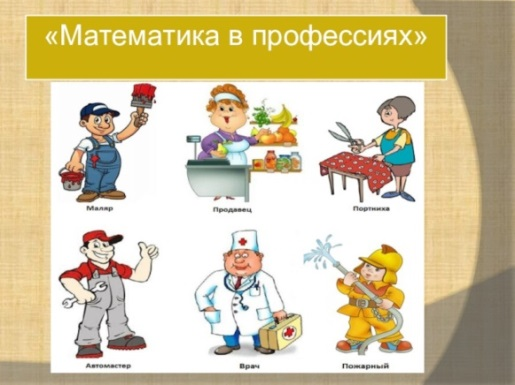 «Математика в профессиях»
Маляр
Продавец
Портниха
Автомастер
Врач
Пожарный